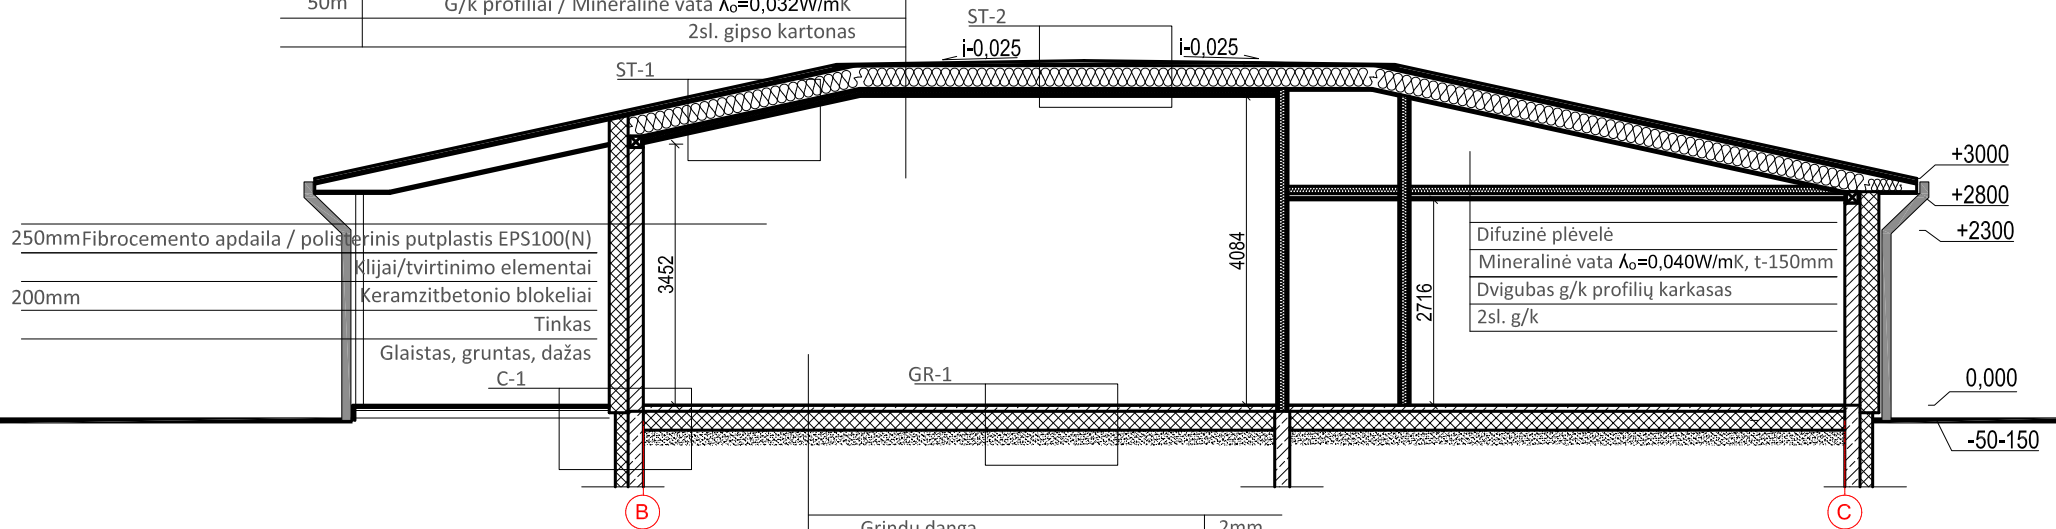 50m G/k profiliai / Mineralinė vata λ₀=0,032W/mK
2sl. gipso kartonas
ST-2
i-0,025
i-0,025
ST-1
+3000
+2800
+2300
250mm Fibrocemento apdaila / polisterinis putplastis EPS100(N)
Klijai/tvirtinimo elementai
200mm Keramzitbetonio blokeliai
Tinkas
Glaistas, gruntas, dažas
3452
4084
2716
Difuzinė plėvelė
Mineralinė vata λ₀=0,040W/mK, t-150mm
Dvigubas g/k profilių karkasas
2sl. g/k
C-1
GR-1
0,000
-50-150
B
C
Grindų danga 2mm